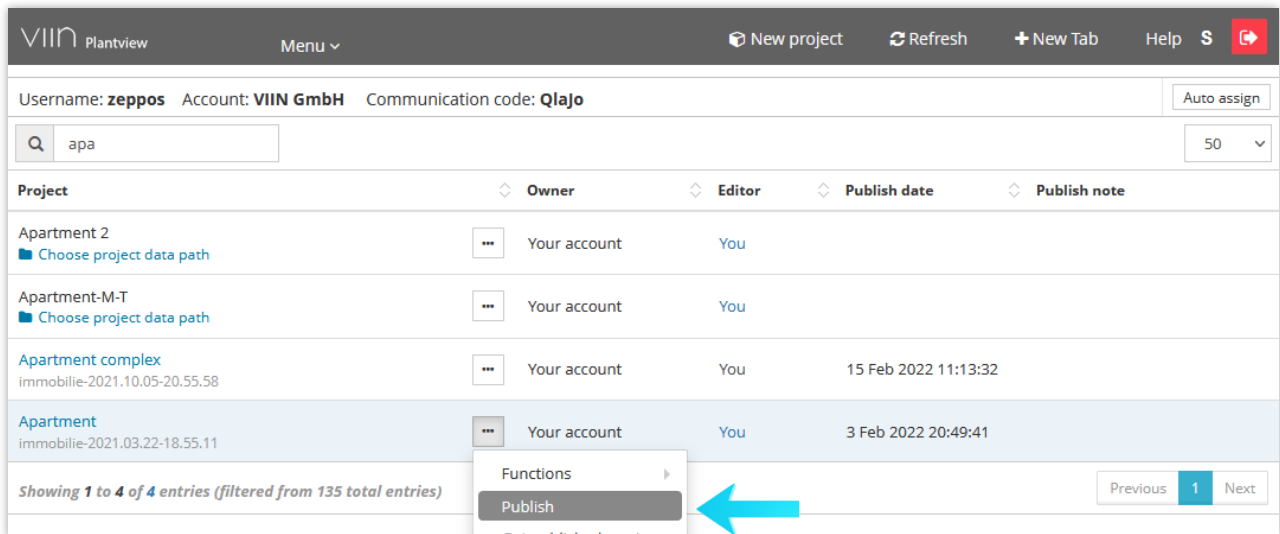 VIIN Plantview Menu New project Refresh New Tab Help S
Username: zeppos Account: VIIN GmbH Communication code: QlaJo Auto assign
apa 50
Project Owner Editor Publish date Publish note
Apartment 2
Choose project data path
••• Your account You
Apartment-M-T
Choose project data path
••• Your account You
Apartment complex
immobilie-2021.10.05-20.55.58
••• Your account You 15 Feb 2022 11:13:32
Apartment
immobilie-2021.03.22-18.55.11
••• Your account You 3 Feb 2022 20:49:41
Functions
Showing 1 to 4 of 4 entries (filtered from 135 total entries) Previous 1 Next
Publish